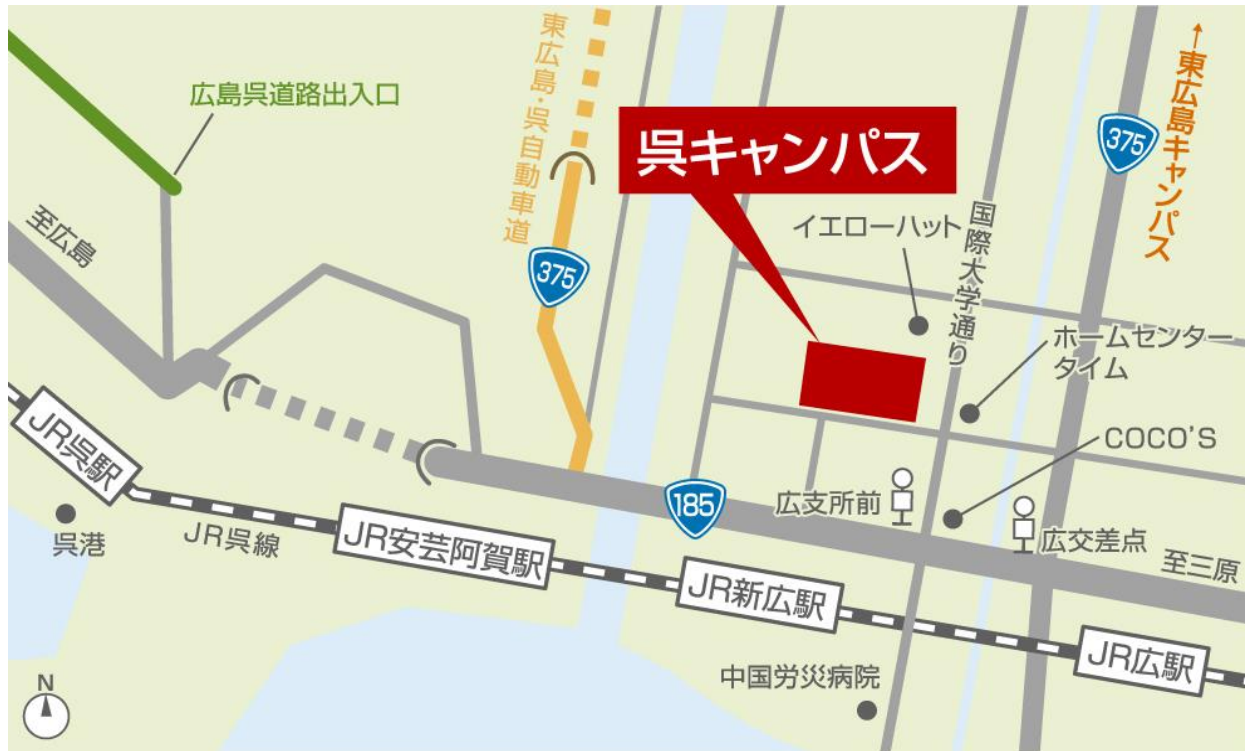 広島呉道路出入口
東広島・呉自動車道
375
呉キャンパス
375
↑東広島キャンパス
至広島
イエローハット
国際大学通り
ホームセンター
タイム
COCO'S
185
広支所前
広交差点
至三原
JR呉駅
呉港
JR呉線
JR安芸阿賀駅
JR新広駅
JR広駅
中国労災病院
N